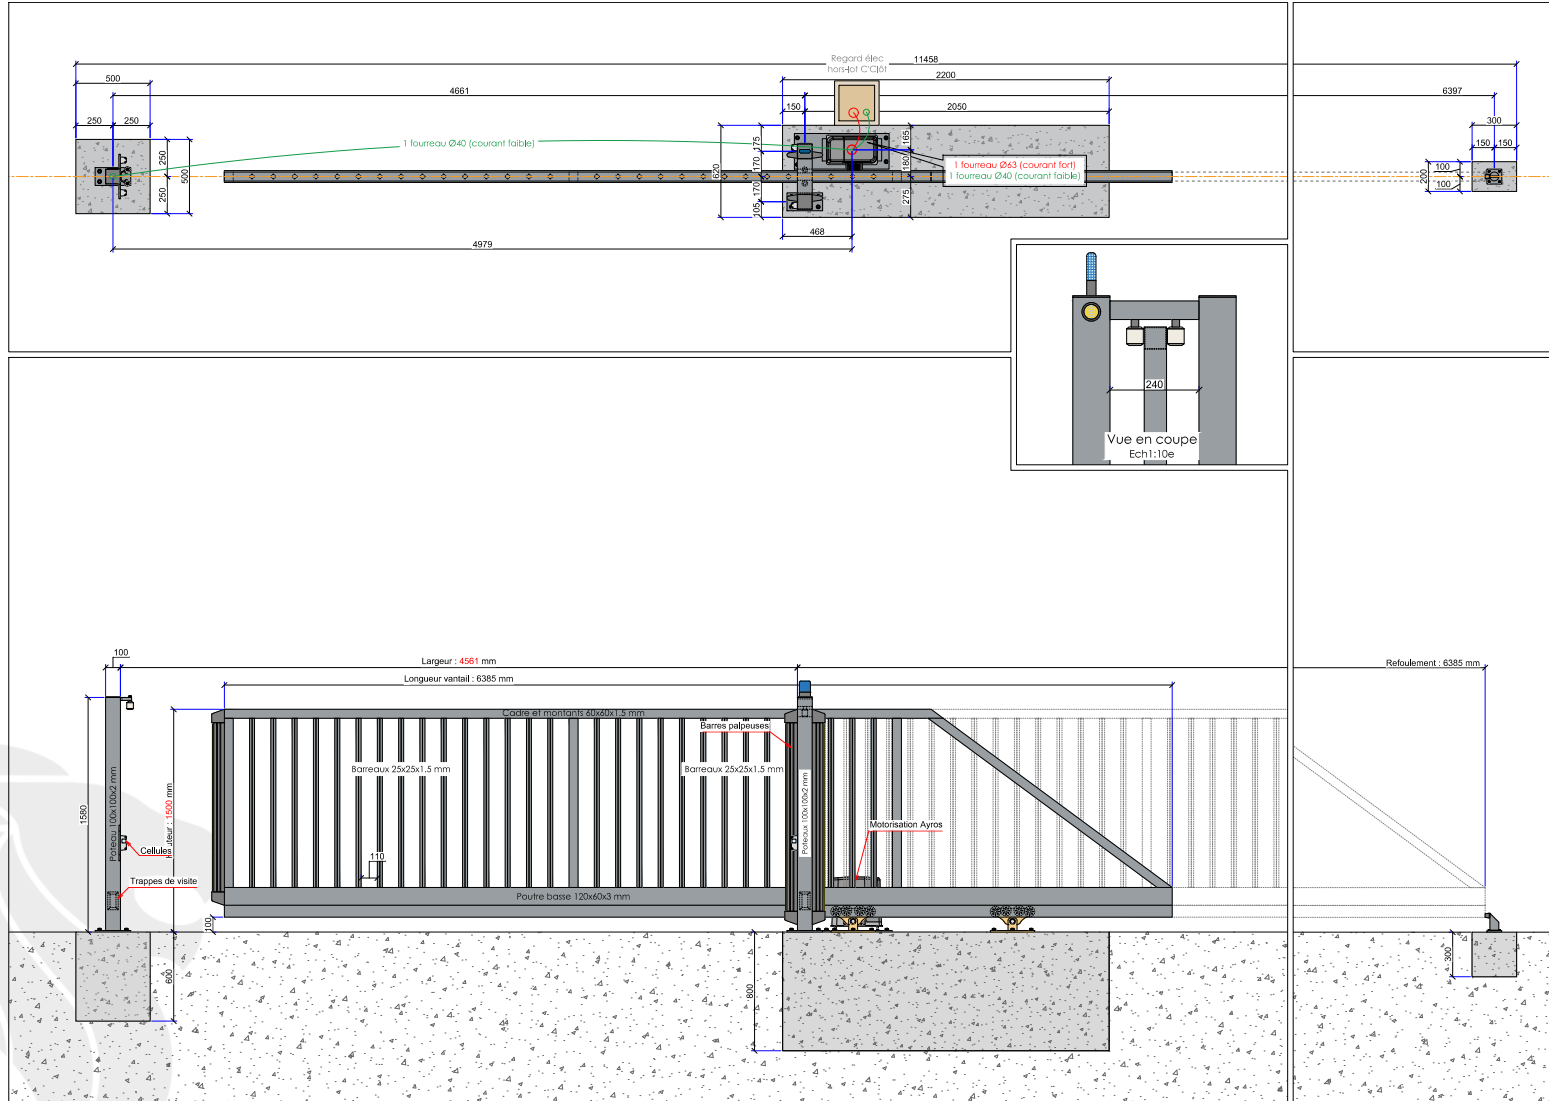 Regard élec
hors-lot C'Clôt
11458
500
2200
4661
6397
150
2050
250
250
300
150
150
1 fourreau Ø40 (courant faible)
250
250
500
620
175
170
170
105
165
180
275
1 fourreau Ø63 (courant fort)
1 fourreau Ø40 (courant faible)
200
100
100
468
4979
240
Vue en coupe
Ech1:10e
100
Largeur : 4561 mm
Refoulement : 6385 mm
Longueur vantail : 6385 mm
Cadre et montants 60x60x1.5 mm
Barres palpeuses
Barreaux 25x25x1.5 mm
Barreaux 25x25x1.5 mm
1580
Poteau 100x100x2 mm
Hauteur : 1500 mm
Poteaux 100x100x2 mm
Motorisation Ayros
Cellules
110
Trappes de visite
Poutre basse 120x60x3 mm
100
600
800
300